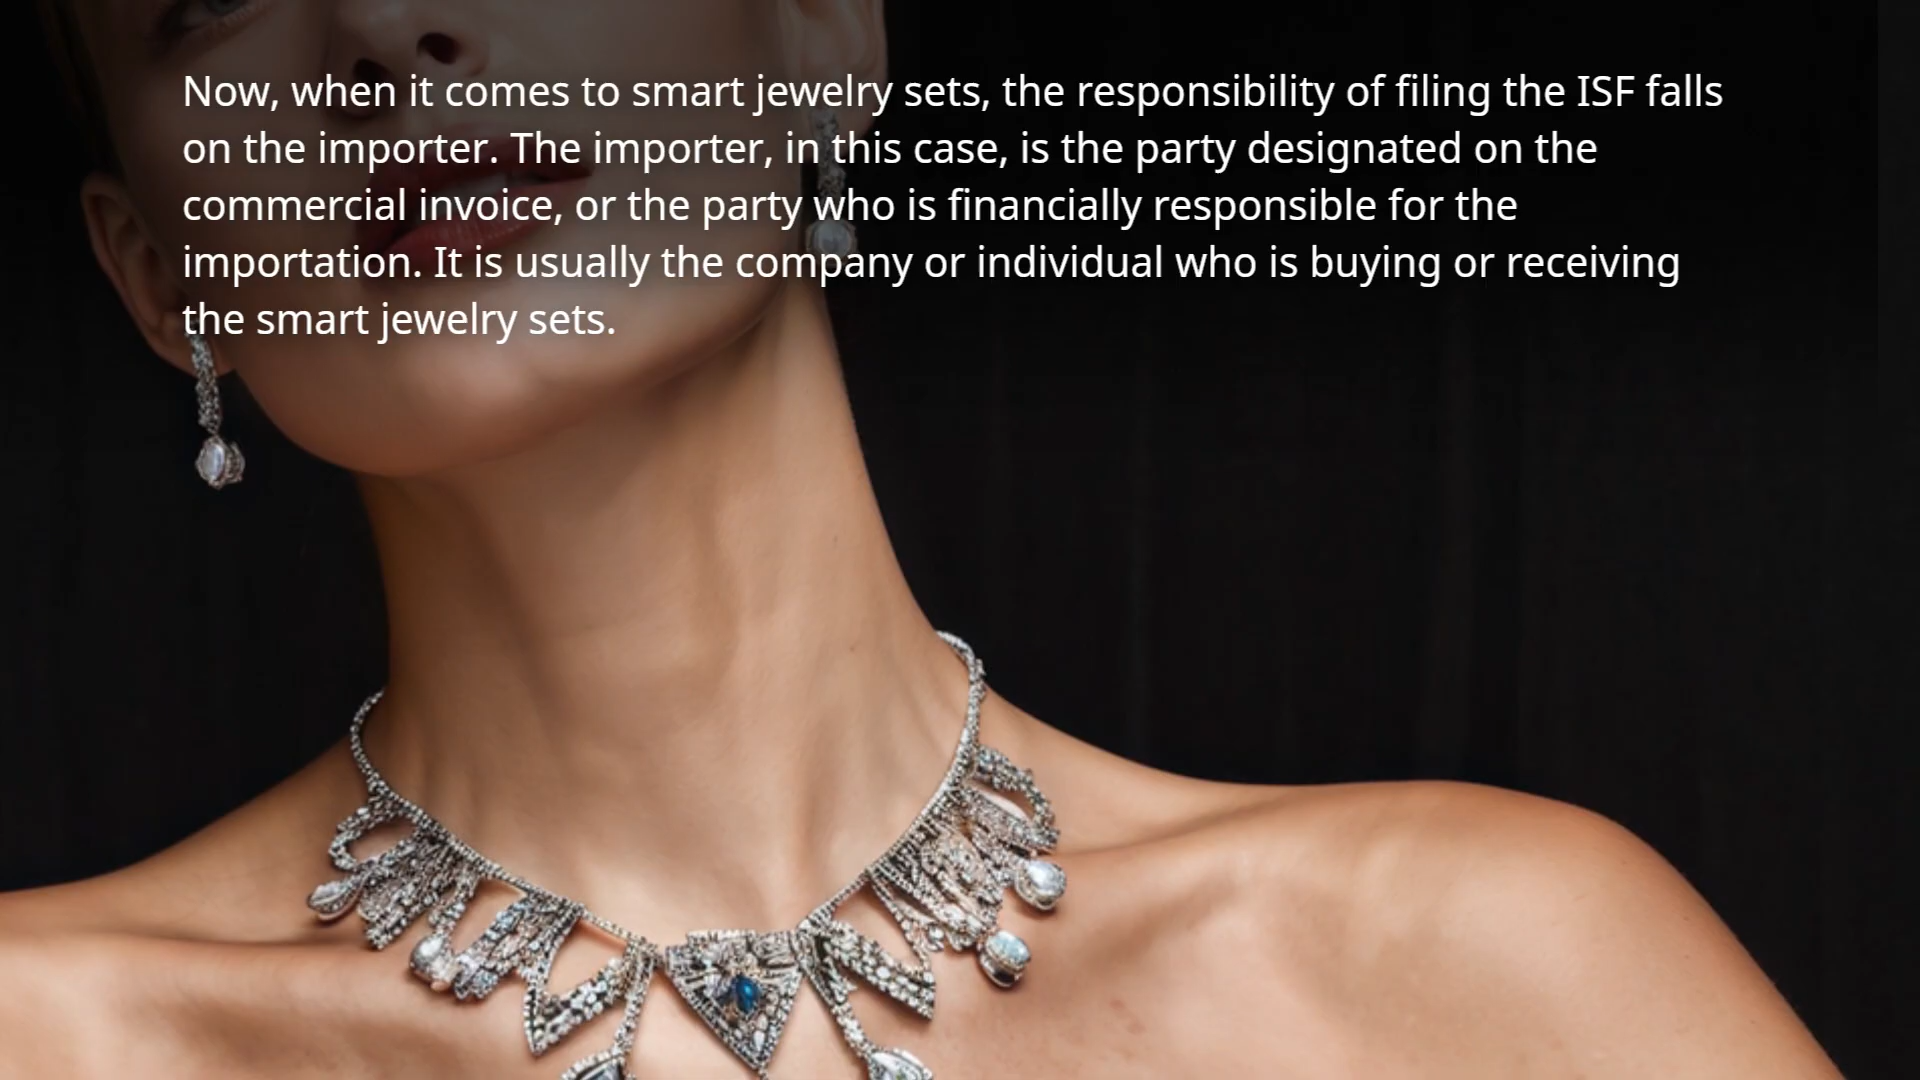 Now, when it comes to smart jewelry sets, the responsibility of filing the ISF falls
on the importer. The importer, in this case, is the party designated on the
commercial invoice, or the party who is financially responsible for the
importation. It is usually the company or individual who is buying or receiving
the smart jewelry sets.